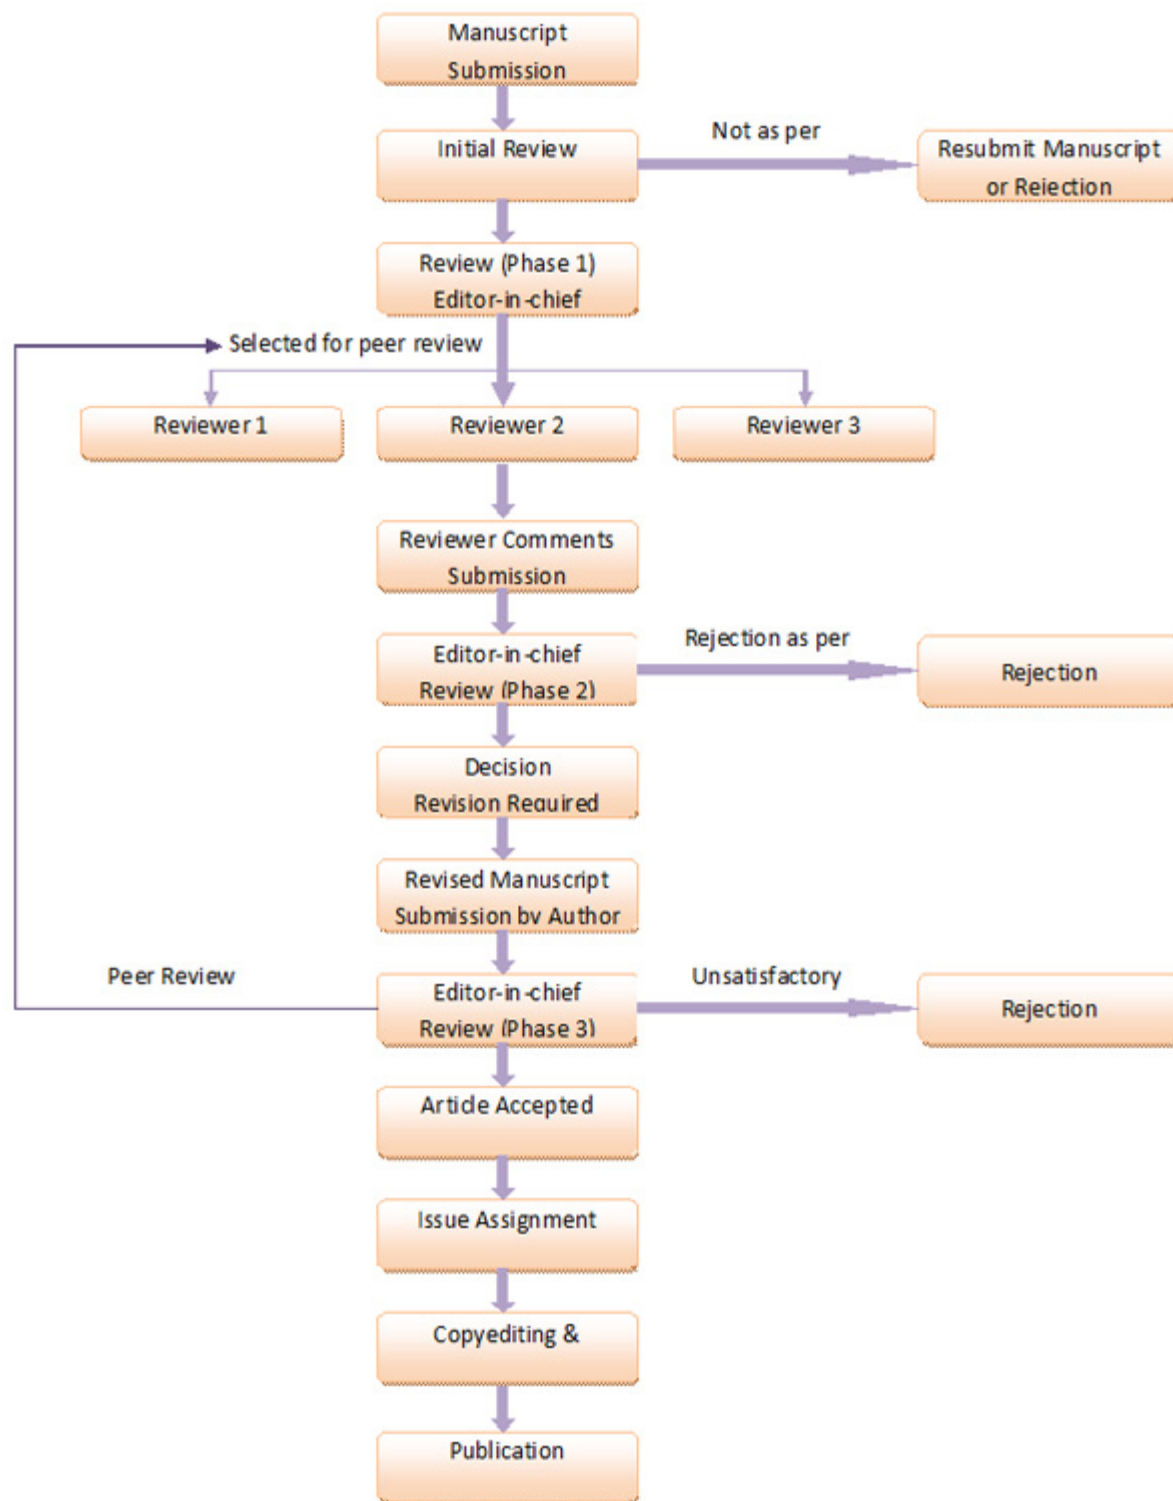 Manuscript
Submission
Initial Review
Not as per
Resubmit Manuscript
or Rejection
Review (Phase 1)
Editor-in-chief
Selected for peer review
Reviewer 1
Reviewer 2
Reviewer 3
Reviewer Comments
Submission
Editor-in-chief
Review (Phase 2)
Rejection as per
Rejection
Decision
Revision Required
Revised Manuscript
Submission by Author
Peer Review
Editor-in-chief
Review (Phase 3)
Unsatisfactory
Rejection
Article Accepted
Issue Assignment
Copyediting &
Publication